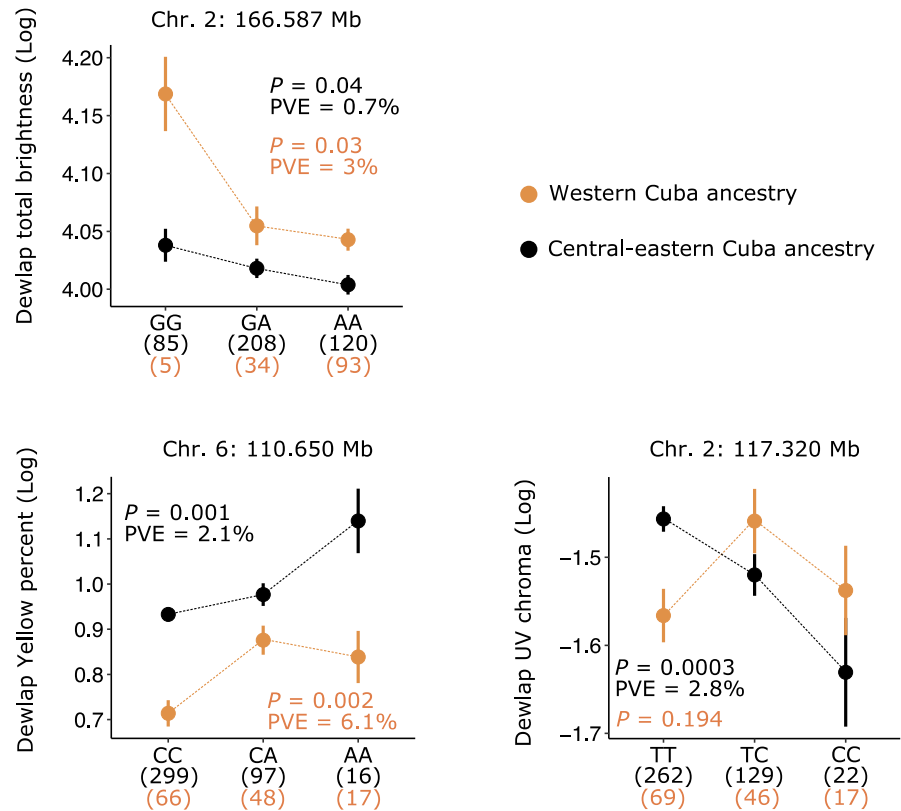 Chr. 2: 166.587 Mb
Dewlap total brightness (Log)
4.20
4.15
4.10
4.05
4.00
P = 0.04
PVE = 0.7%
P = 0.03
PVE = 3%
GG GA AA
(85) (208) (120)
(5) (34) (93)
Western Cuba ancestry
Central-eastern Cuba ancestry
Chr. 6: 110.650 Mb
Dewlap Yellow percent (Log)
1.2
1.1
1.0
0.9
0.8
0.7
P = 0.001
PVE = 2.1%
P = 0.002
PVE = 6.1%
CC CA AA
(299) (97) (16)
(66) (48) (17)
Chr. 2: 117.320 Mb
Dewlap UV chroma (Log)
−1.5
−1.6
−1.7
P = 0.0003
PVE = 2.8%
P = 0.194
TT TC CC
(262) (129) (22)
(69) (46) (17)